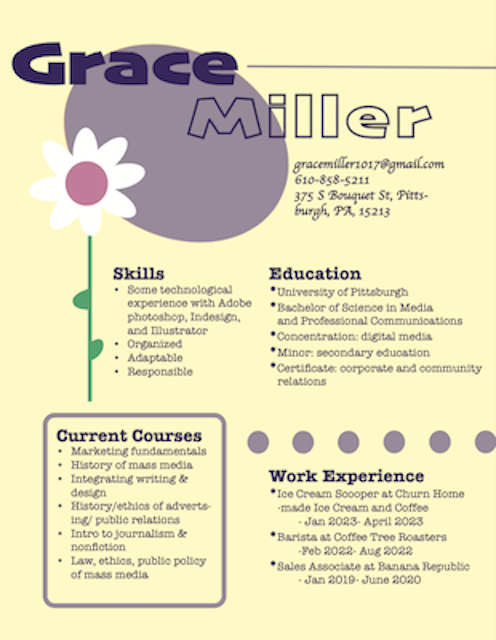 Grace
Miller
gracemiller1017@gmail.com
610-858-5211
375 S Bouquet St, Pitts-
burgh, PA, 15213
Skills
• Some technological
experience with Adobe
photoshop, Indesign,
and Illustrator
• Organized
• Adaptable
• Responsible
Education
*University of Pittsburgh
*Bachelor of Science in Media
and Professional Communications
*Concentration: digital media
*Minor: secondary education
*Certificate: corporate and community
relations
Current Courses
• Marketing fundamentals
• History of mass media
• Integrating writing &
design
• History/ethics of adverts-
ing/ public relations
• Intro to journalism &
nonfiction
• Law, ethics, public policy
of mass media
Work Experience
*Ice Cream Scooper at Churn Home
-made Ice Cream and Coffee
- Jan 2023- April 2023
*Barista at Coffee Tree Roasters
-Feb 2022- Aug 2022
*Sales Associate at Banana Republic
- Jan 2019- June 2020